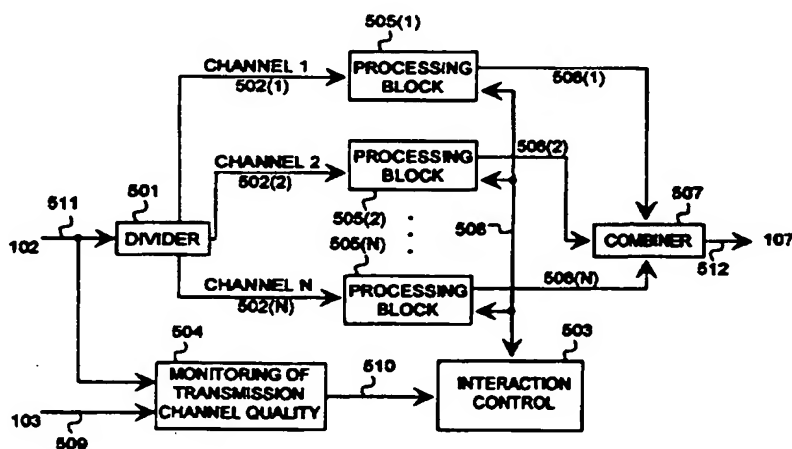 505(1)
CHANNEL 1
502(1)
PROCESSING
BLOCK
506(1)
CHANNEL 2
502(2)
PROCESSING
BLOCK
506(2)
505(2)
501
511
102
DIVIDER
505(N)
508
507
COMBINER
107
512
CHANNEL N
502(N)
PROCESSING
BLOCK
506(N)
504
503
MONITORING OF
TRANSMISSION
CHANNEL QUALITY
510
INTERACTION
CONTROL
103
509